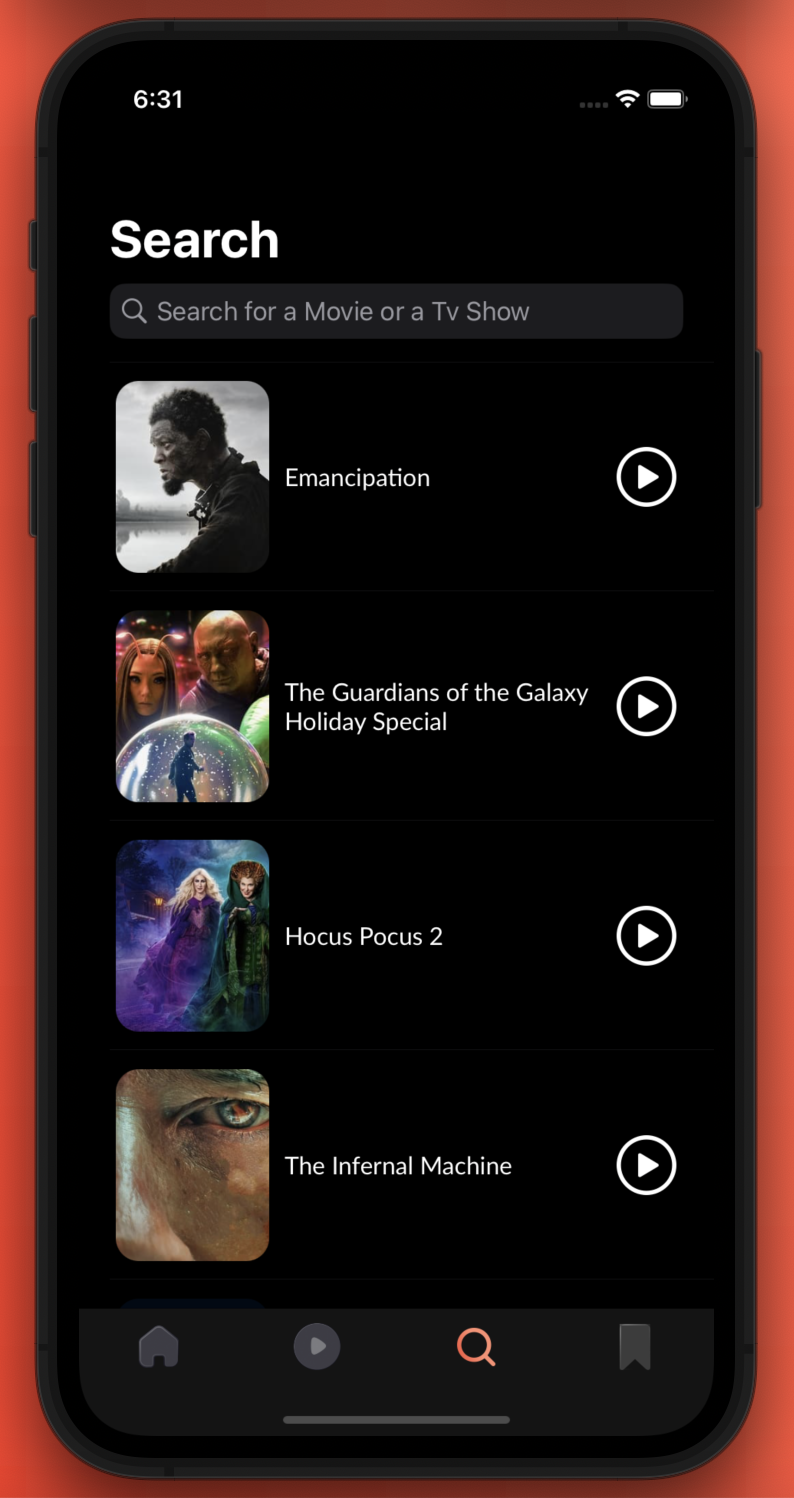 6:31
Search
Search for a Movie or a Tv Show
Emancipation
The Guardians of the Galaxy
Holiday Special
Hocus Pocus 2
The Infernal Machine